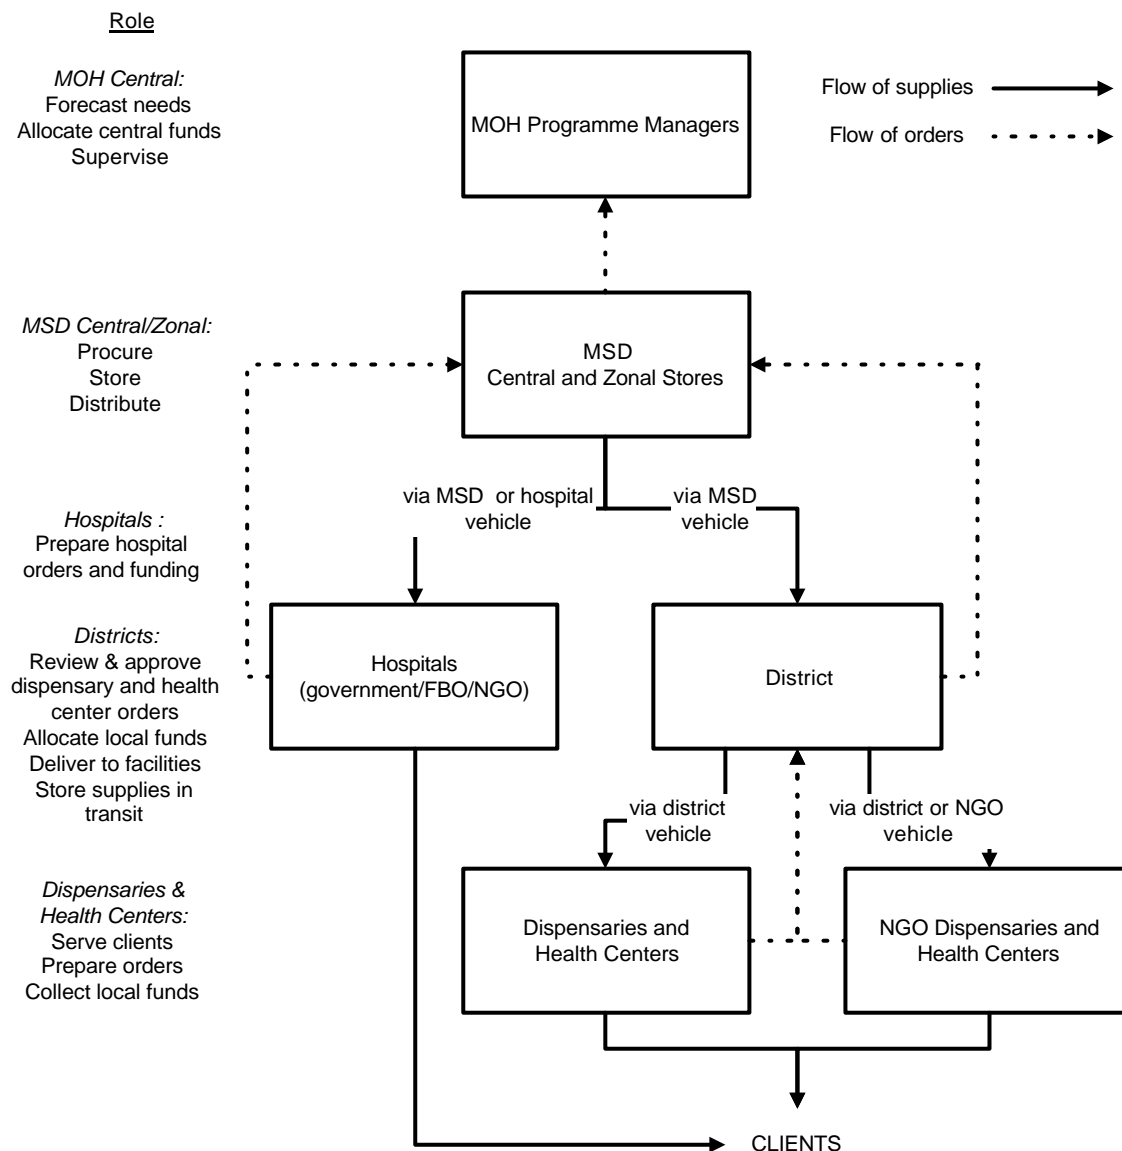 Role
MOH Central:
Forecast needs
Allocate central funds
Supervise
MOH Programme Managers
Flow of supplies
Flow of orders
MSD Central/Zonal:
Procure
Store
Distribute
MSD
Central and Zonal Stores
via MSD or hospital
vehicle
via MSD
vehicle
Hospitals :
Prepare hospital
orders and funding
Districts:
Review & approve
dispensary and health
center orders
Allocate local funds
Deliver to facilities
Store supplies in
transit
Hospitals
(government/FBO/NGO)
District
via district
vehicle
via district or NGO
vehicle
Dispensaries &
Health Centers:
Serve clients
Prepare orders
Collect local funds
Dispensaries and
Health Centers
NGO Dispensaries and
Health Centers
CLIENTS